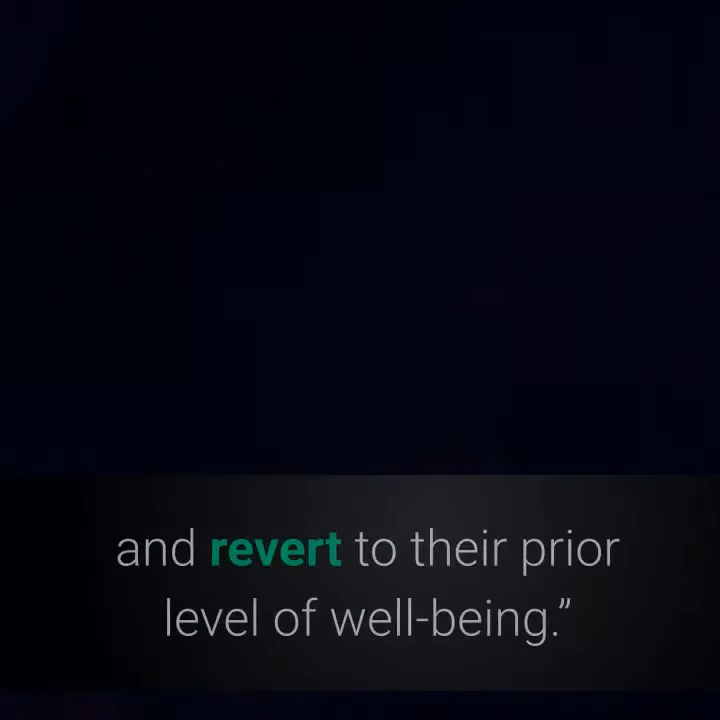 and revert to their prior
level of well-being.”